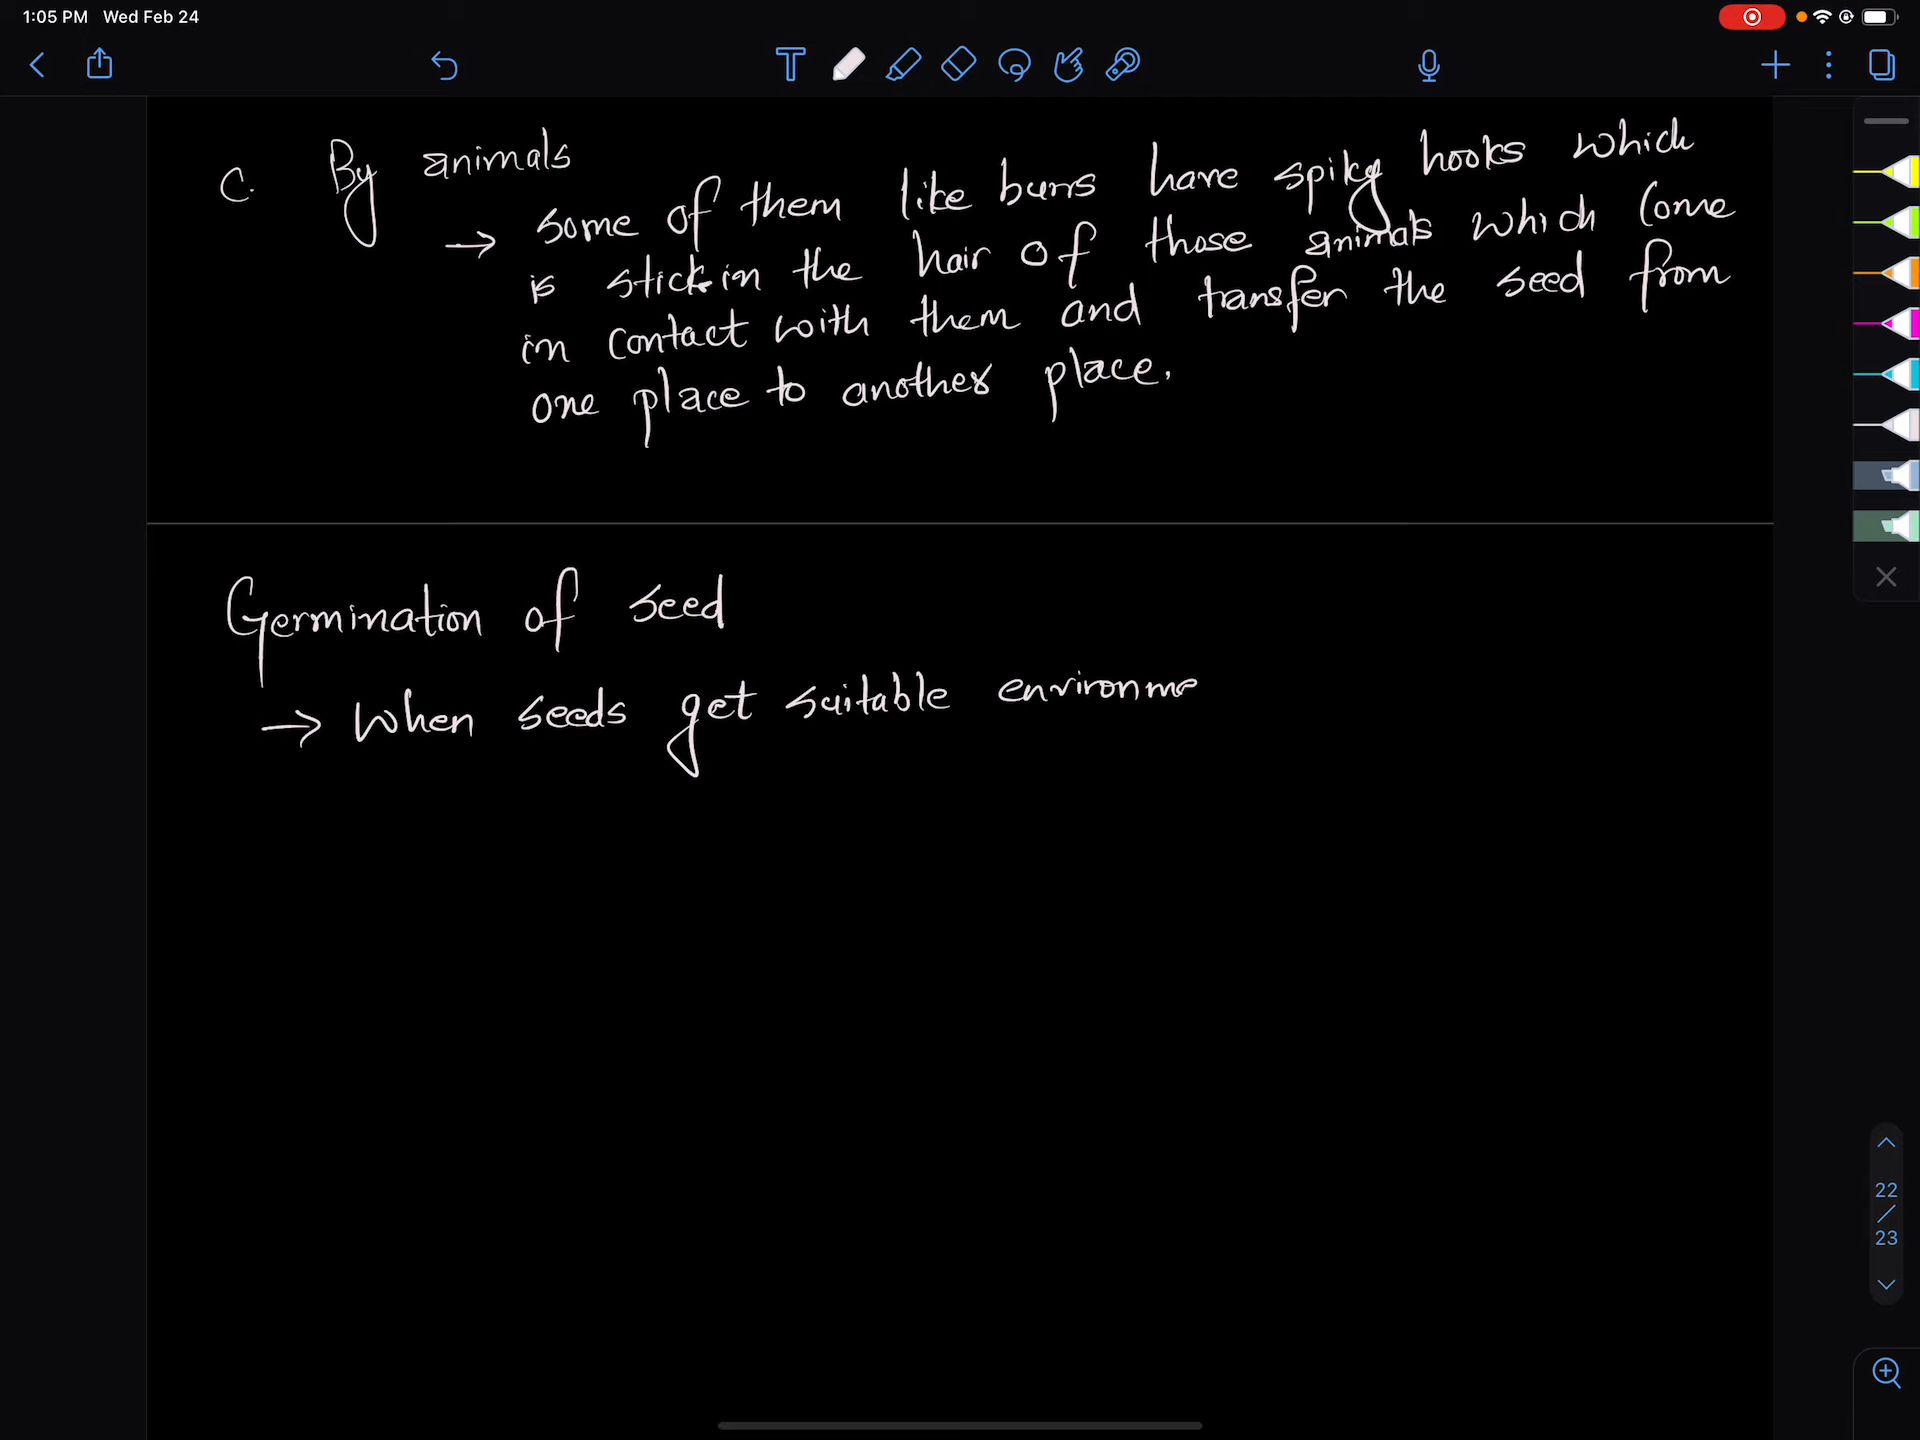 1:05 PM Wed Feb 24
C. By animals
→ some of them like burrs have spiky hooks which
is stick in the hair of those animals which come
in contact with them and transfer the seed from
one place to another place.
Germination of seed
→ When seeds get suitable environme
22
/
23